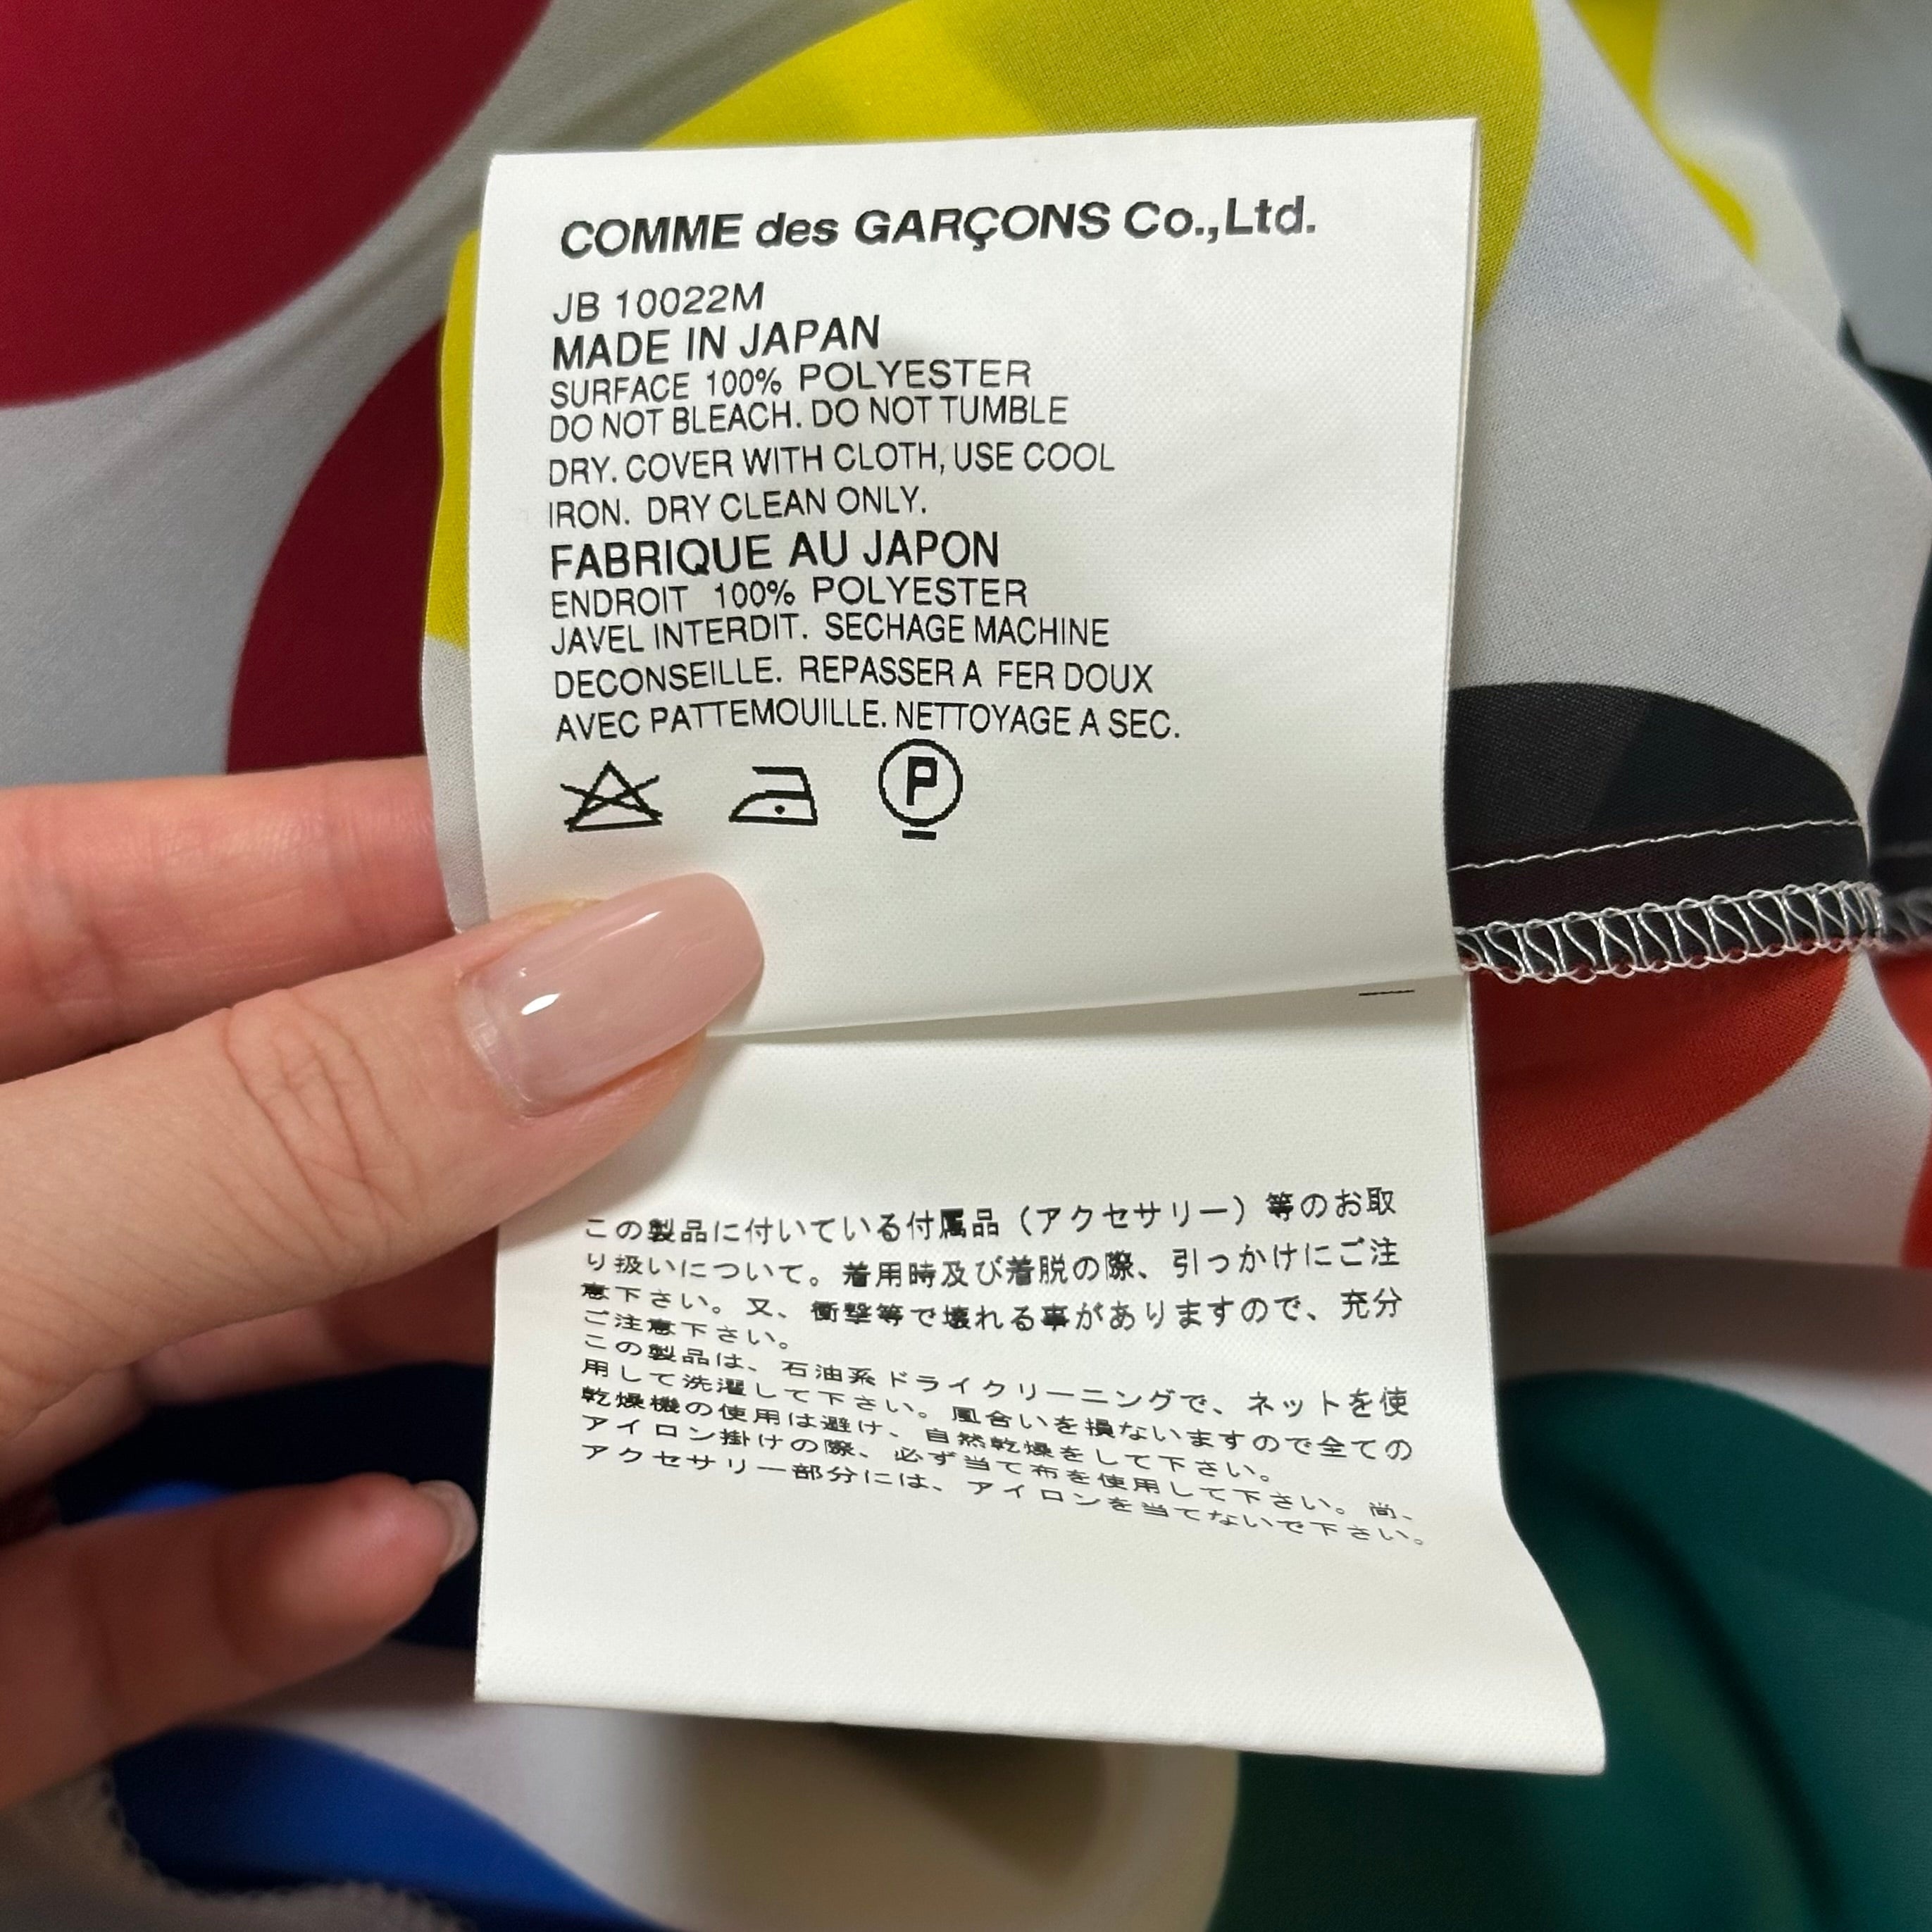 COMME des GARÇONS Co.,Ltd.
JB 10022M
MADE IN JAPAN
SURFACE 100% POLYESTER
DO NOT BLEACH. DO NOT TUMBLE
DRY. COVER WITH CLOTH, USE COOL
IRON. DRY CLEAN ONLY.
FABRIQUE AU JAPON
ENDROIT 100% POLYESTER
JAVEL INTERDIT. SECHAGE MACHINE
DECONSEILLE. REPASSER A FER DOUX
AVEC PATTEMOUILLE. NETTOYAGE A SEC.
P
この製品に付いている付属品（アクセサリー）等のお取
り扱いについて。着用時及び着脱の際、引っかけにご注
意下さい。又、衝撃等で壊れる事がありますので、充分
ご注意下さい。
この製品は、石油系ドライクリーニングで、ネットを使
用して洗濯して下さい。風合いを損ないますので全ての
乾燥機の使用は避け、自然乾燥をして下さい。
アイロン掛けの際、必ず当て布を使用して下さい。尚、
アクセサリー部分には、アイロンを当てないで下さい。